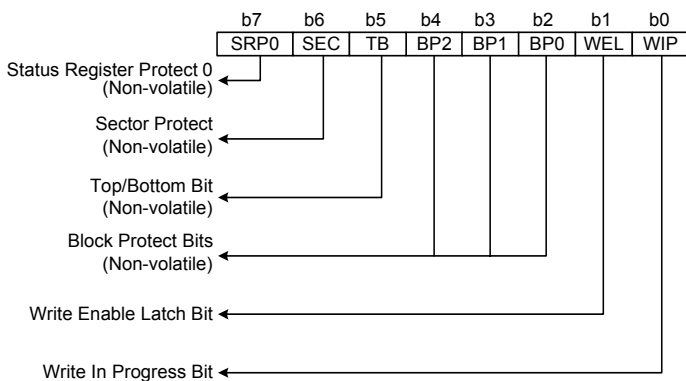 b7 b6 b5 b4 b3 b2 b1 b0
SRP0 SEC TB BP2 BP1 BP0 WEL WIP
Status Register Protect 0
(Non-volatile)
Sector Protect
(Non-volatile)
Top/Bottom Bit
(Non-volatile)
Block Protect Bits
(Non-volatile)
Write Enable Latch Bit
Write In Progress Bit